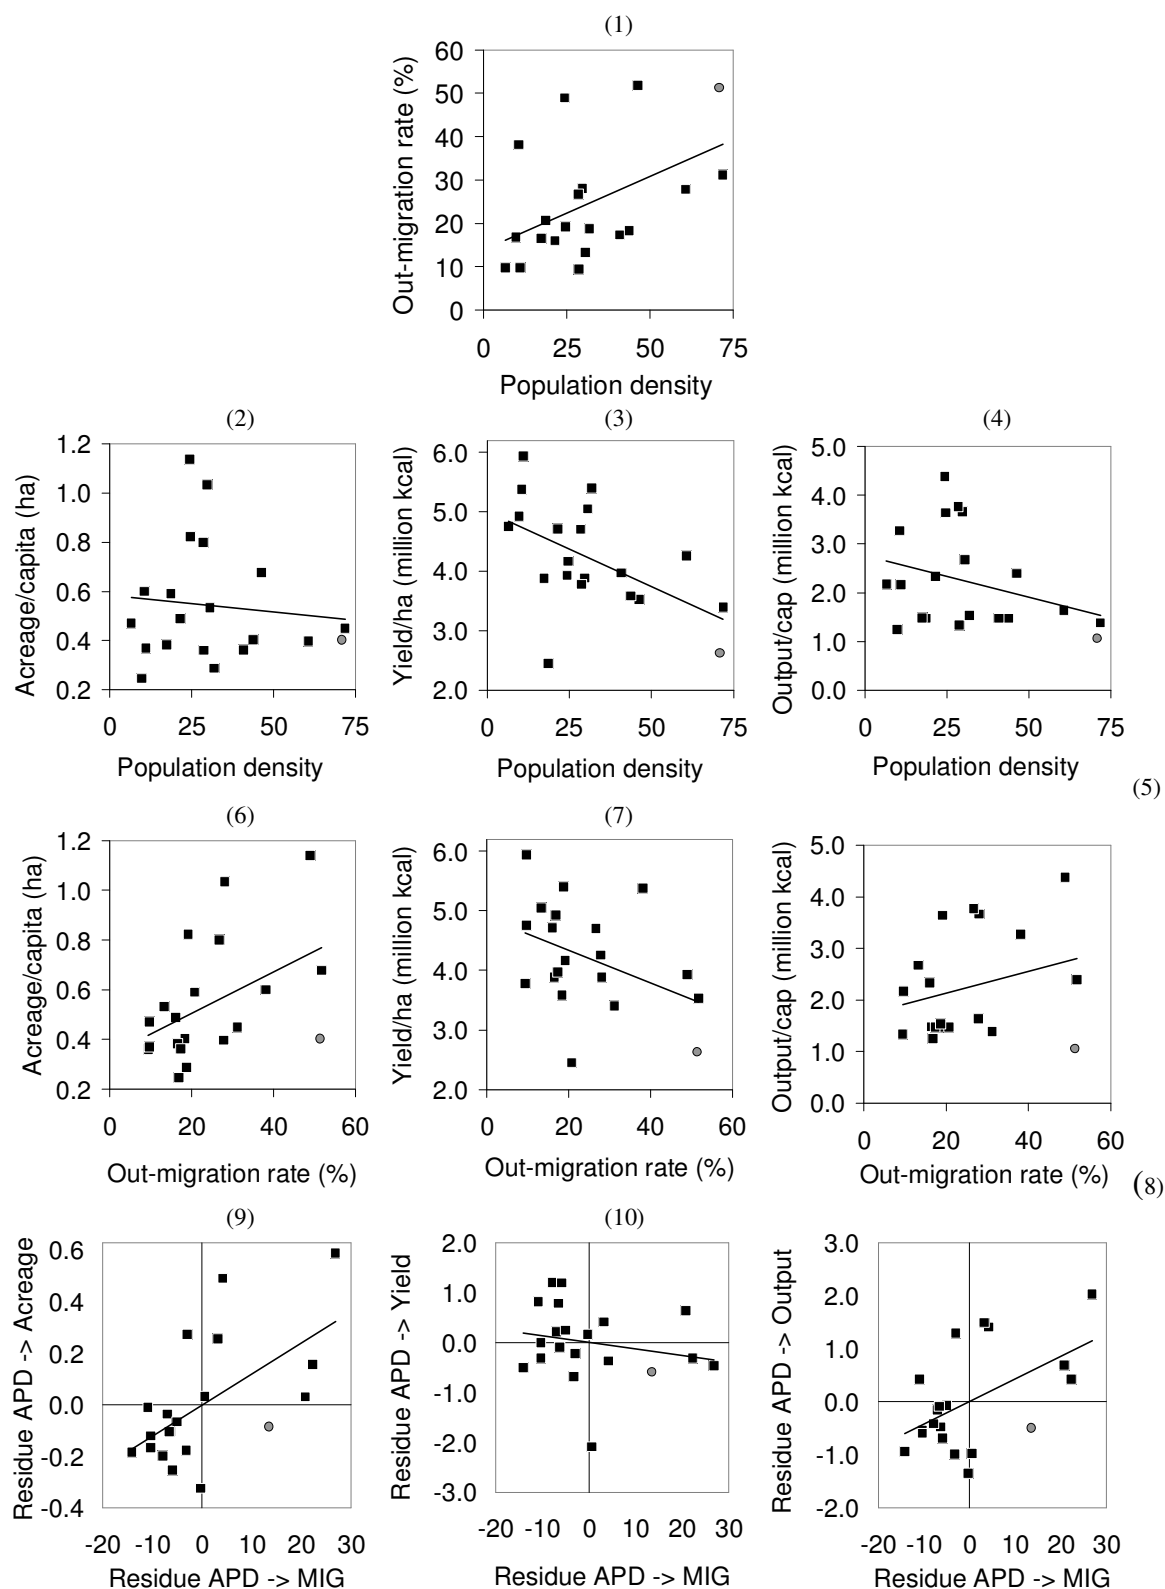 (1)
60
50
40
30
20
10
0
Out-migration rate (%)
0 25 50 75
Population density
(2) (3) (4)
1.2
1.0
0.8
0.6
0.4
0.2
Acreage/capita (ha)
0 25 50 75
Population density
6.0
5.0
4.0
3.0
2.0
Yield/ha (million kcal)
0 25 50 75
Population density
5.0
4.0
3.0
2.0
1.0
0.0
Output/cap (million kcal)
0 25 50 75
Population density
(5)
(6) (7)
1.2
1.0
0.8
0.6
0.4
0.2
Acreage/capita (ha)
0 20 40 60
Out-migration rate (%)
6.0
5.0
4.0
3.0
2.0
Yield/ha (million kcal)
0 20 40 60
Out-migration rate (%)
5.0
4.0
3.0
2.0
1.0
0.0
Output/cap (million kcal)
0 20 40 60
Out-migration rate (%)
(8)
(9) (10)
0.6
0.4
0.2
0.0
-0.2
-0.4
Residue APD -> Acreage
-20 -10 0 10 20 30
Residue APD -> MIG
2.0
1.0
0.0
-1.0
-2.0
-3.0
Residue APD -> Yield
-20 -10 0 10 20 30
Residue APD -> MIG
3.0
2.0
1.0
0.0
-1.0
-2.0
Residue APD -> Output
-20 -10 0 10 20 30
Residue APD -> MIG